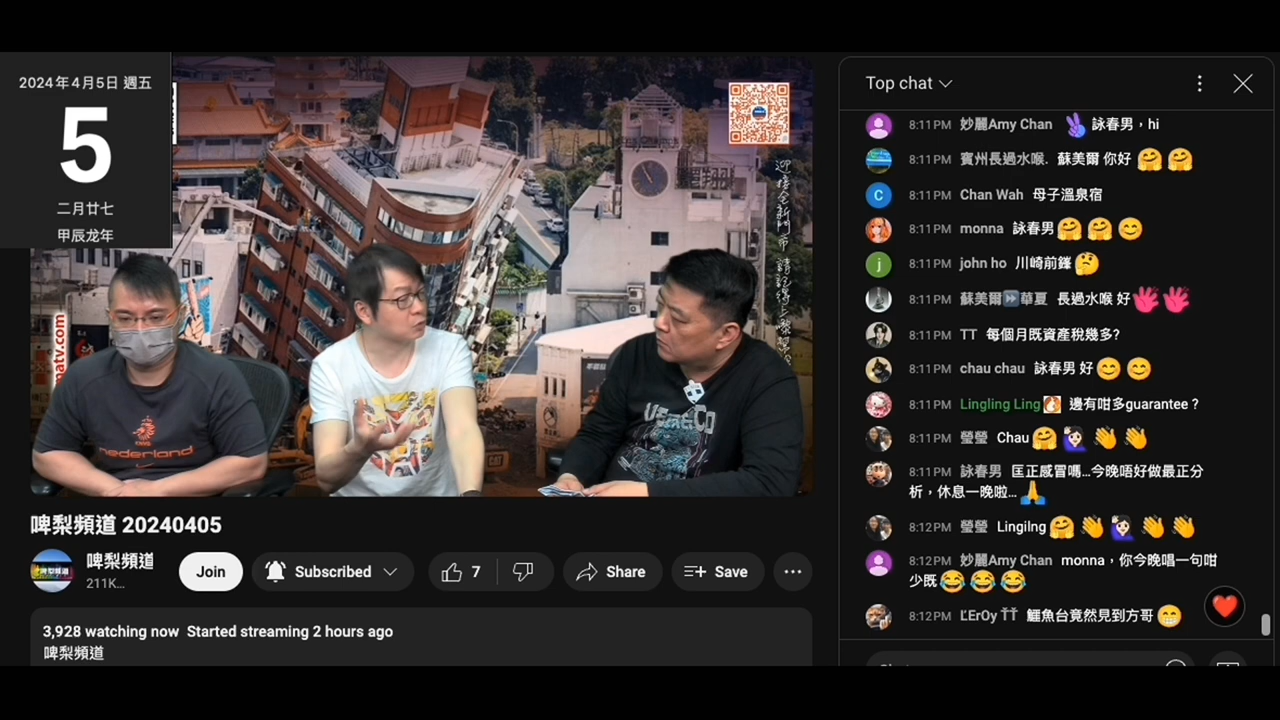 2024年4月5日 週五
5
二月廿七
甲辰龙年
matv.com
nederland
啤梨頻道 20240405
啤梨頻道
211K...
Join
Subscribed
7
Share
Save
3,928 watching now Started streaming 2 hours ago
啤梨頻道
Top chat
8:11 PM 妙麗Amy Chan ✌️ 詠春男，hi
8:11 PM 賓州長過水喉. 蘇美爾 你好 🤗 🤗
8:11 PM Chan Wah 母子溫泉宿
8:11 PM monna 詠春男 🤗 🤗 😊
8:11 PM john ho 川崎前鎽 🤔
8:11 PM 蘇美爾⏩華夏 長過水喉 好 👋 👋
8:11 PM TT 每個月既資產稅幾多?
8:11 PM chau chau 詠春男 好 😊 😊
8:11 PM Lingling Ling 邊有咁多guarantee？
8:11 PM 瑩瑩 Chau 🤗 🙋🏻‍♀️ 👋 👋
8:11 PM 詠春男 匡正感冒嗎...今晚唔好做最正分
析，休息一晚啦... 🙏
8:12 PM 瑩瑩 Lingilng 🤗 👋 🙋🏻‍♀️ 👋 👋
8:12 PM 妙麗Amy Chan monna，你今晚唱一句咁
少既 😂 😂 😂
8:12 PM ĽErOy T̈T̈ 鱷魚台竟然見到方哥 😁